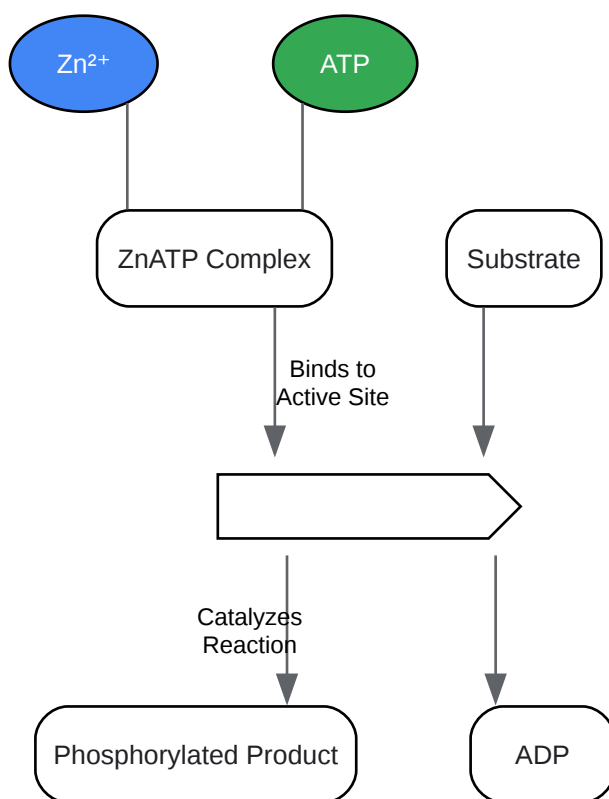 Zn²⁺
ATP
ZnATP Complex
Substrate
Binds to
Active Site
Catalyzes
Reaction
Phosphorylated Product
ADP